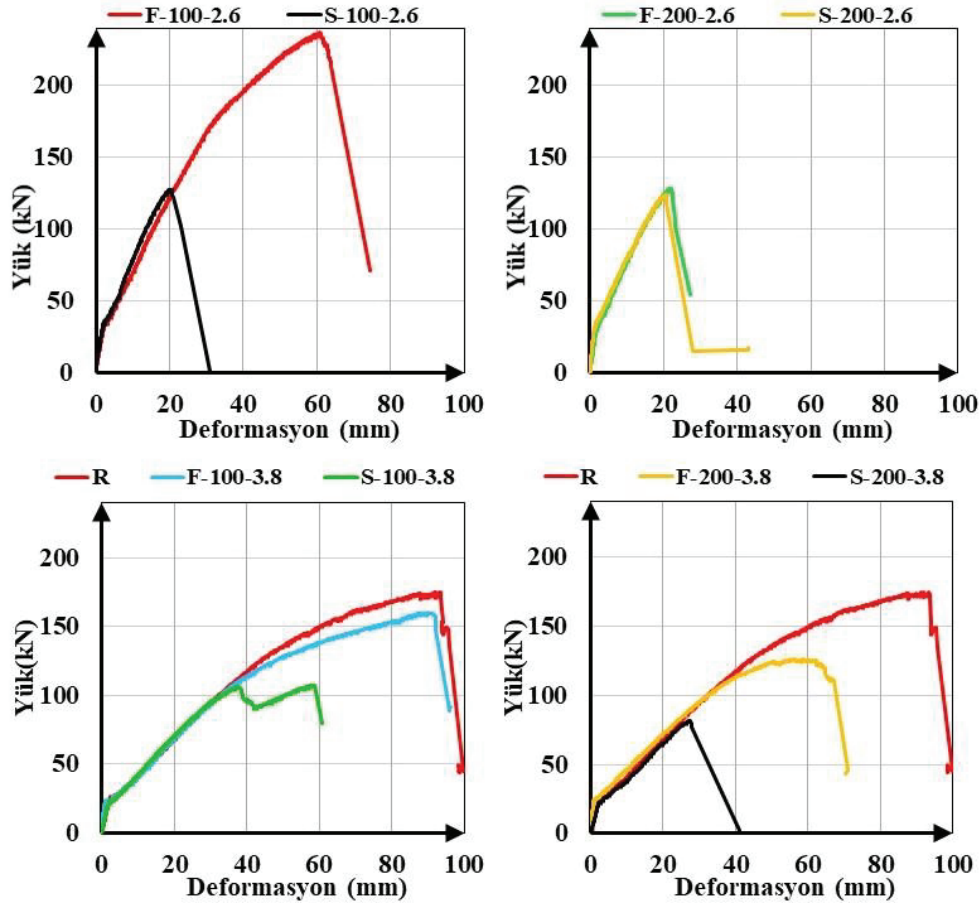 F-100-2.6 S-100-2.6
Yük (kN)
200
150
100
50
0
0 20 40 60 80 100
Deformasyon (mm)
F-200-2.6 S-200-2.6
Yük (kN)
200
150
100
50
0
0 20 40 60 80 100
Deformasyon (mm)
R F-100-3.8 S-100-3.8
Yük(kN)
200
150
100
50
0
0 20 40 60 80 100
Deformasyon (mm)
R F-200-3.8 S-200-3.8
Yük(kN)
200
150
100
50
0
0 20 40 60 80 100
Deformasyon (mm)